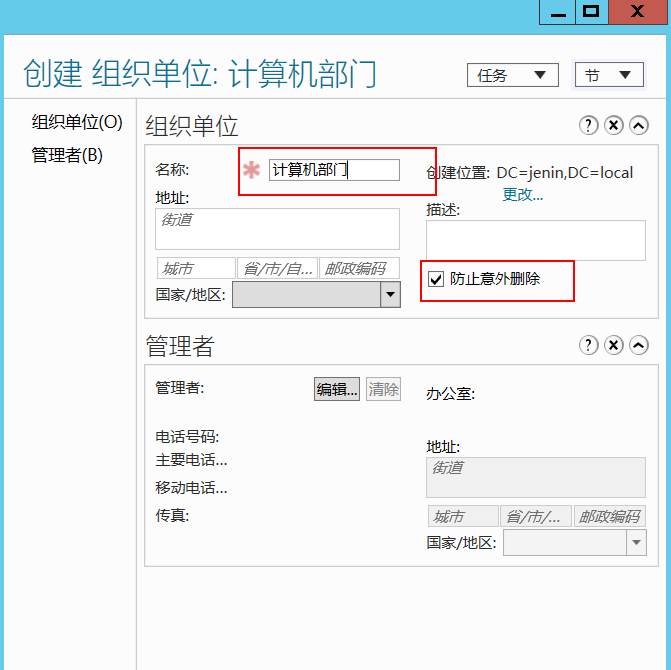 创建 组织单位: 计算机部门
任务
节
组织单位(O)
管理者(B)
组织单位
名称:
计算机部门
创建位置: DC=jenin,DC=local
更改...
地址:
街道
描述:
城市
省/市/自...
邮政编码
防止意外删除
国家/地区:
管理者
管理者:
编辑...
清除
办公室:
电话号码:
主要电话...
移动电话...
传真:
地址:
街道
城市
省/市/...
邮政编码
国家/地区: